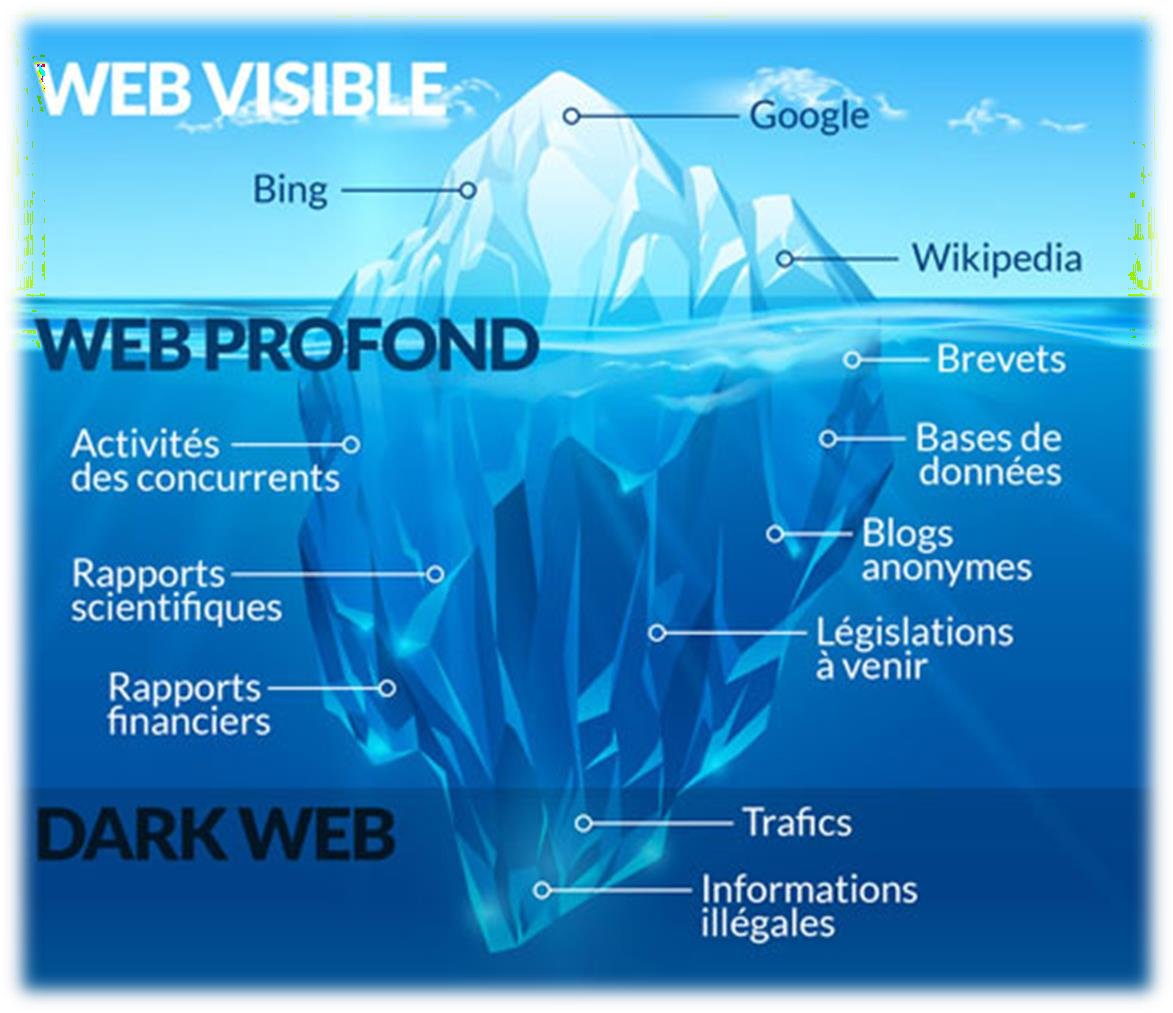 WEB VISIBLE
Google
Bing
Wikipedia
WEB PROFOND
Brevets
Activités
des concurrents
Bases de
données
Blogs
anonymes
Rapports
scientifiques
Législations
à venir
Rapports
financiers
DARK WEB
Trafics
Informations
illégales